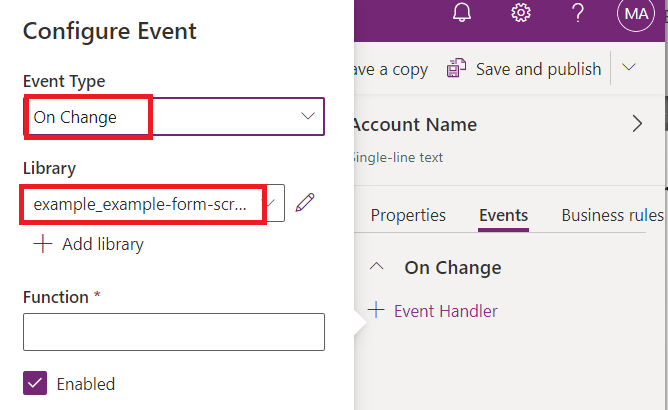 Configure Event
Event Type
On Change
Library
example_example-form-scr...
Add library
Function *
Enabled
MA
ave a copy
Save and publish
Account Name
Single-line text
Properties
Events
Business rules
On Change
Event Handler